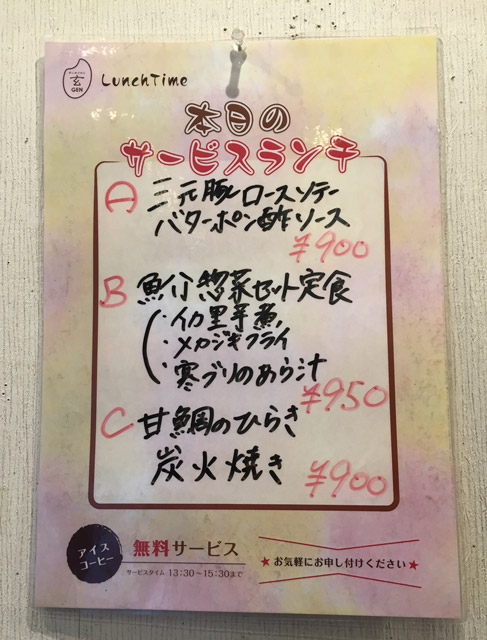 玄
GEN
LunchTime
本日の
サービスランチ
A 三元豚ロースソテー
バターポン酢ソース
¥900
B 魚介惣菜セット定食
・イカ里芋煮
・メカジキフライ
・寒ブリのあら汁
¥950
C 甘鯛のひらき
炭火焼き
¥900
アイス
コーヒー
無料サービス
サービスタイム 13:30～15:30まで
★お気軽にお申し付けください★